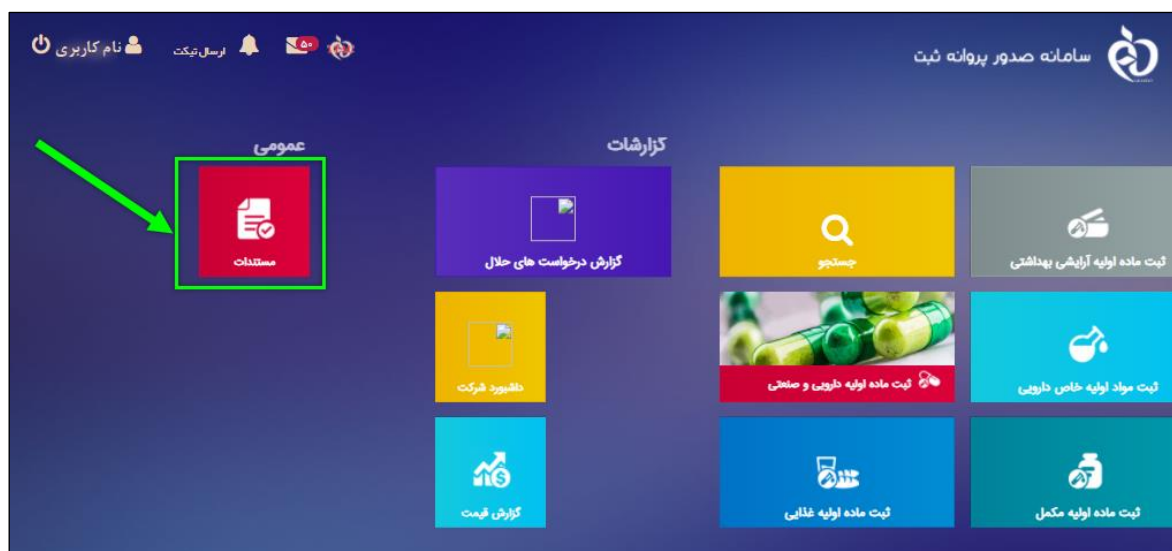 سامانه صدور پروانه ثبت
۵۰
ارسال تیکت
نام کاربری
گزارشات
عمومی
ثبت ماده اولیه آرایشی بهداشتی
جستجو
گزارش درخواست های حلال
مستندات
ثبت مواد اولیه خاص دارویی
ثبت ماده اولیه دارویی و صنعتی
داشبورد شرکت
ثبت ماده اولیه مکمل
ثبت ماده اولیه غذایی
گزارش قیمت